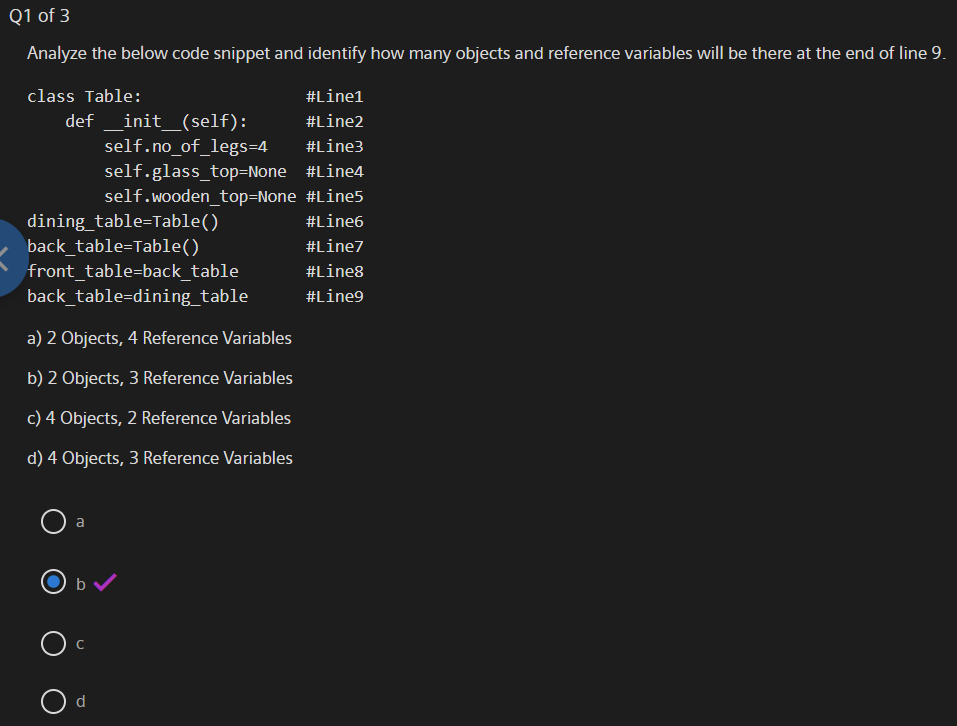 Q1 of 3
Analyze the below code snippet and identify how many objects and reference variables will be there at the end of line 9.
class Table:                 #Line1
    def __init__(self):      #Line2
        self.no_of_legs=4    #Line3
        self.glass_top=None  #Line4
        self.wooden_top=None #Line5
dining_table=Table()         #Line6
back_table=Table()           #Line7
front_table=back_table       #Line8
back_table=dining_table      #Line9
a) 2 Objects, 4 Reference Variables
b) 2 Objects, 3 Reference Variables
c) 4 Objects, 2 Reference Variables
d) 4 Objects, 3 Reference Variables
a
b
c
d